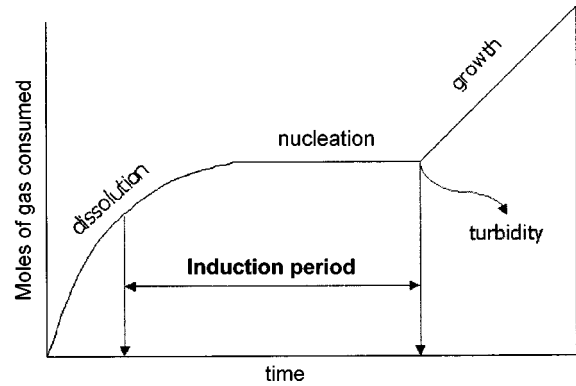 Moles of gas consumed
dissolution
nucleation
growth
turbidity
Induction period
time